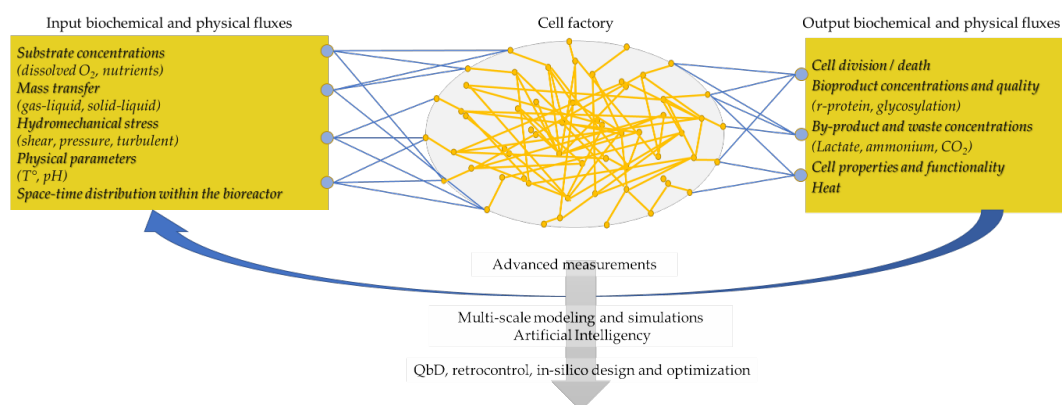 Input biochemical and physical fluxes
Substrate concentrations
(dissolved O₂, nutrients)
Mass transfer
(gas-liquid, solid-liquid)
Hydromechanical stress
(shear, pressure, turbulent)
Physical parameters
(T°, pH)
Space-time distribution within the bioreactor
Cell factory
Output biochemical and physical fluxes
Cell division / death
Bioproduct concentrations and quality
(r-protein, glycosylation)
By-product and waste concentrations
(Lactate, ammonium, CO₂)
Cell properties and functionality
Heat
Advanced measurements
Multi-scale modeling and simulations
Artificial Intelligency
QbD, retrocontrol, in-silico design and optimization